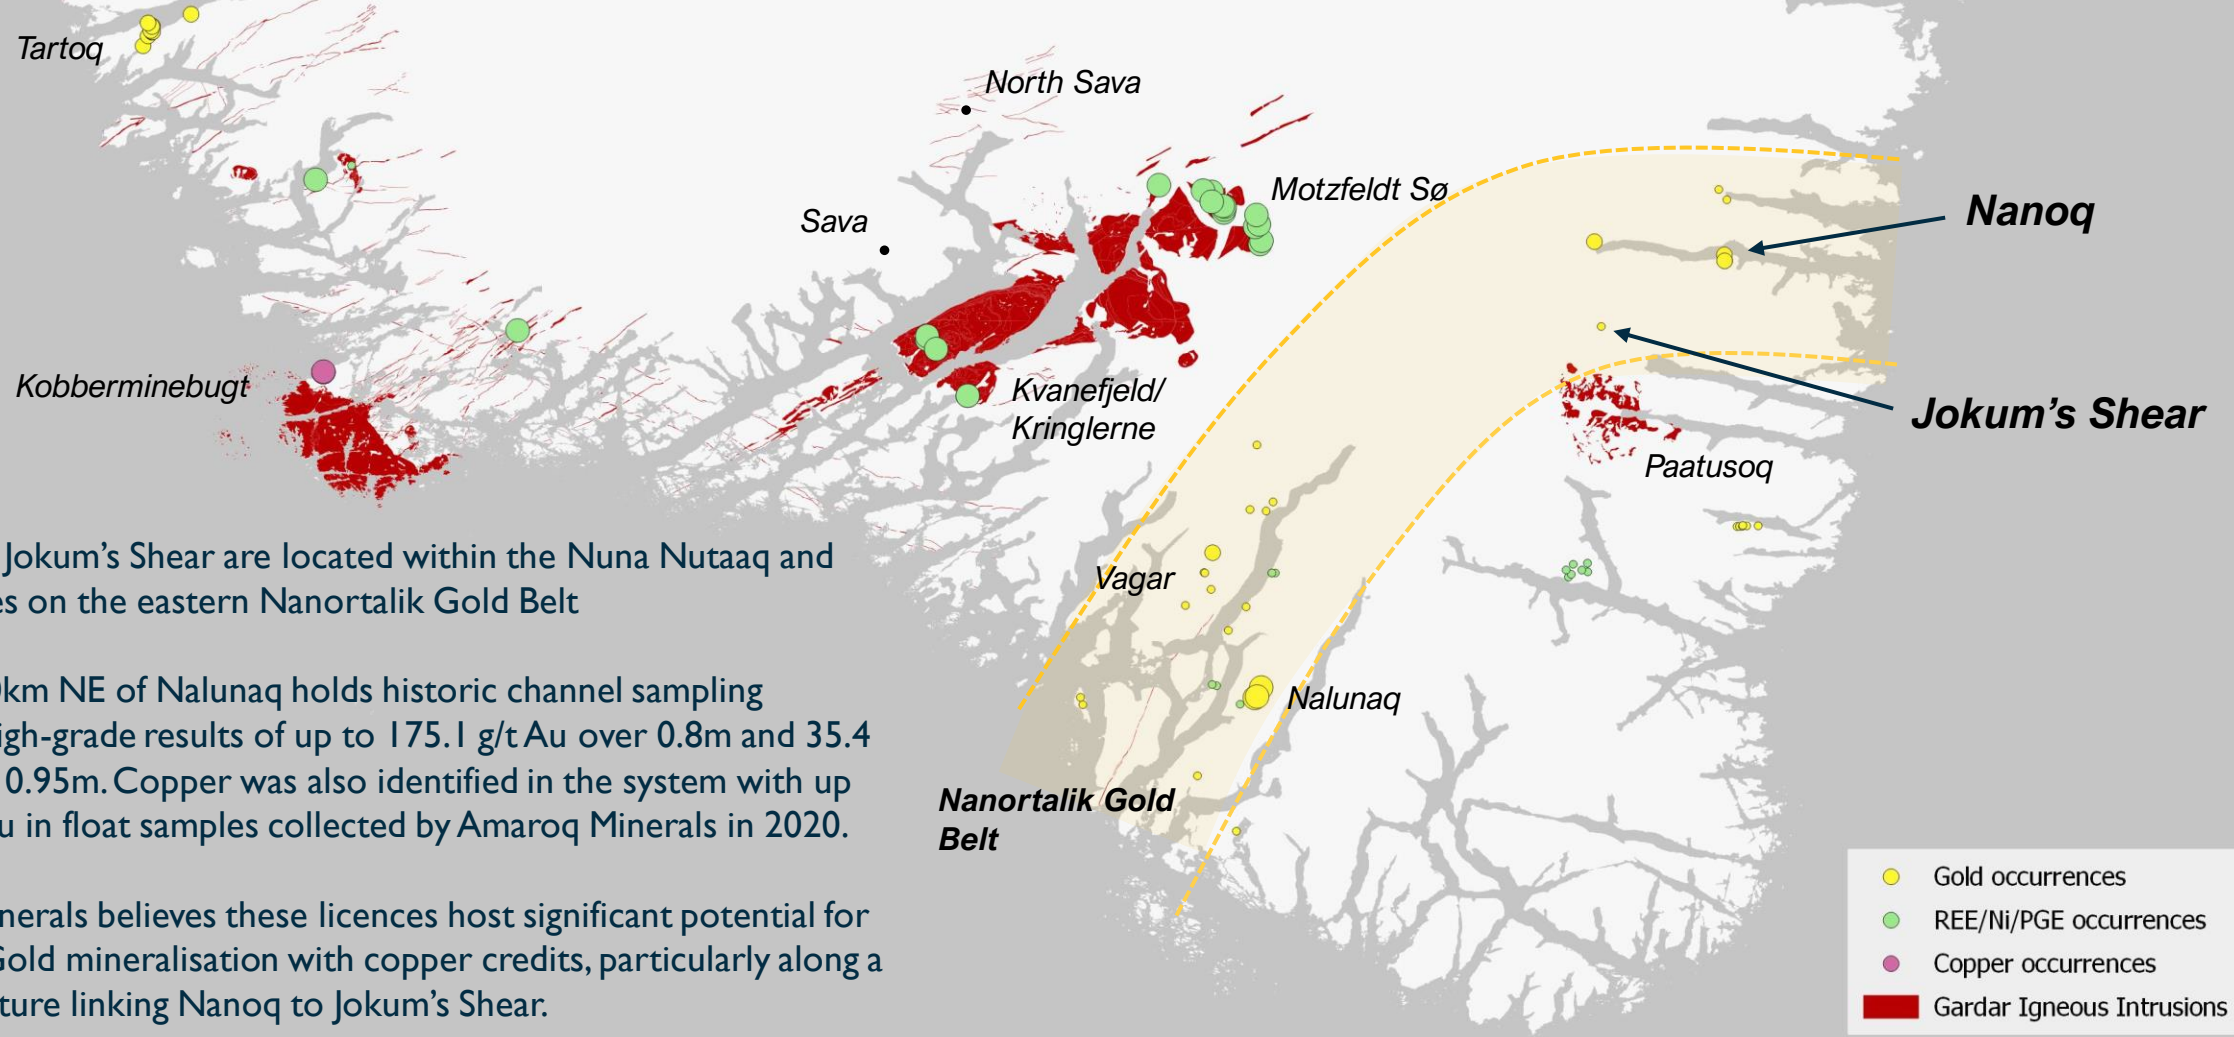 Tartoq
North Sava
Sava
Motzfeldt Sø
Nanoq
Kobberminebugt
Kvanefjeld/
Kringlerne
Jokum’s Shear
Paatusoq
Vagar
Nalunaq
Nanortalik Gold
Belt
Jokum’s Shear are located within the Nuna Nutaaq and
on the eastern Nanortalik Gold Belt
km NE of Nalunaq holds historic channel sampling
igh-grade results of up to 175.1 g/t Au over 0.8m and 35.4
0.95m. Copper was also identified in the system with up
u in float samples collected by Amaroq Minerals in 2020.
nerals believes these licences host significant potential for
Gold mineralisation with copper credits, particularly along a
ture linking Nanoq to Jokum’s Shear.
Gold occurrences
REE/Ni/PGE occurrences
Copper occurrences
Gardar Igneous Intrusions